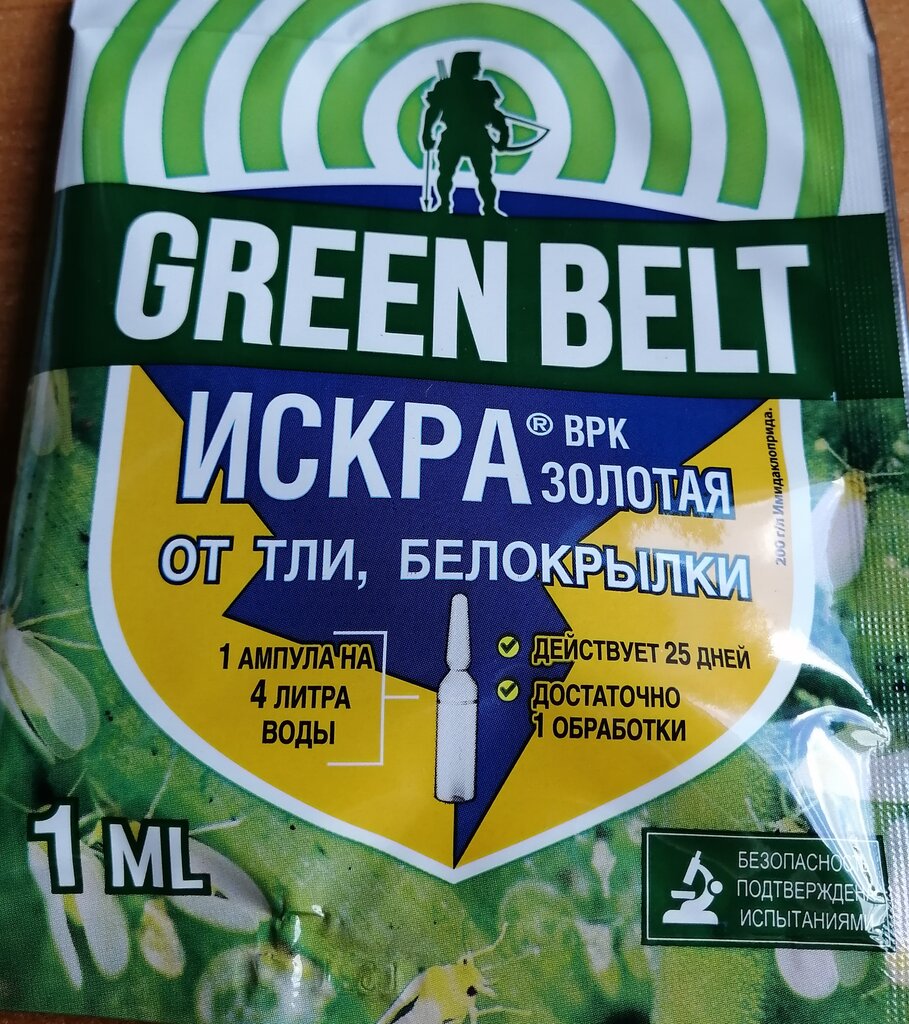 GREEN BELT
ИСКРА® ВРК
ЗОЛОТАЯ
200 г/л Имидаклоприда.
ОТ ТЛИ, БЕЛОКРЫЛКИ
1 АМПУЛА НА
4 ЛИТРА
ВОДЫ
ДЕЙСТВУЕТ 25 ДНЕЙ
ДОСТАТОЧНО
1 ОБРАБОТКИ
1 ML
БЕЗОПАСНОСТЬ
ПОДТВЕРЖДЕНА
ИСПЫТАНИЯМИ